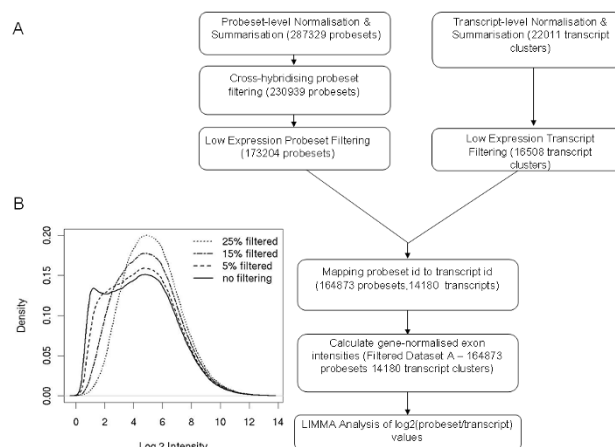 A
Probeset-level Normalisation &
Summarisation (287329 probesets)
Transcript-level Normalisation &
Summarisation (22011 transcript
clusters)
Cross-hybridising probeset
filtering (230939 probesets)
Low Expression Probeset Filtering
(173204 probesets)
Low Expression Transcript
Filtering (16508 transcript
clusters)
B
25% filtered
15% filtered
5% filtered
no filtering
Density
0.20
0.15
0.10
0.05
0.00
0 2 4 6 8 10 12 14
Log 2 Intensity
Mapping probeset id to transcript id
(164873 probesets,14180 transcripts)
Calculate gene-normalised exon
intensities (Filtered Dataset A – 164873
probesets 14180 transcript clusters)
LIMMA Analysis of log2(probeset/transcript)
values